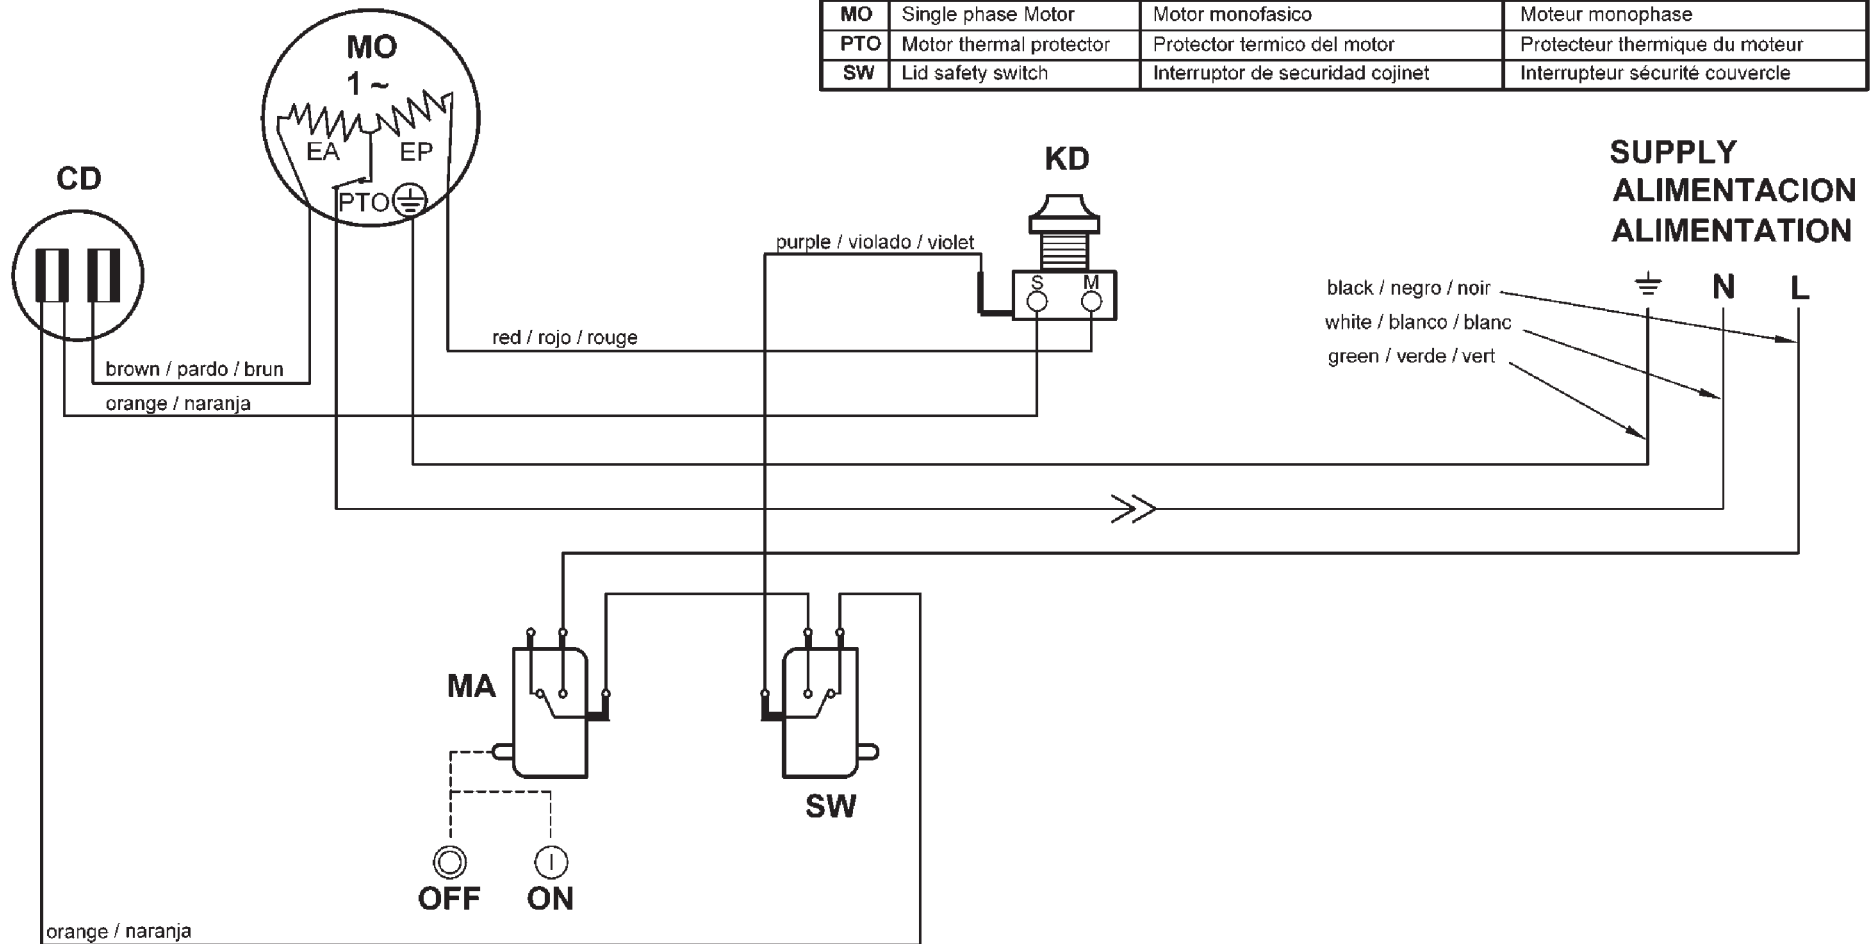 MO Single phase Motor Motor monofasico Moteur monophase
PTO Motor thermal protector Protector termico del motor Protecteur thermique du moteur
SW Lid safety switch Interruptor de securidad cojinet Interrupteur sécurité couvercle
MO
1 ~
EA EP
PTO
CD
KD
S M
SUPPLY
ALIMENTACION
ALIMENTATION
N L
purple / violado / violet
black / negro / noir
white / blanco / blanc
green / verde / vert
red / rojo / rouge
brown / pardo / brun
orange / naranja
MA
SW
OFF ON
orange / naranja